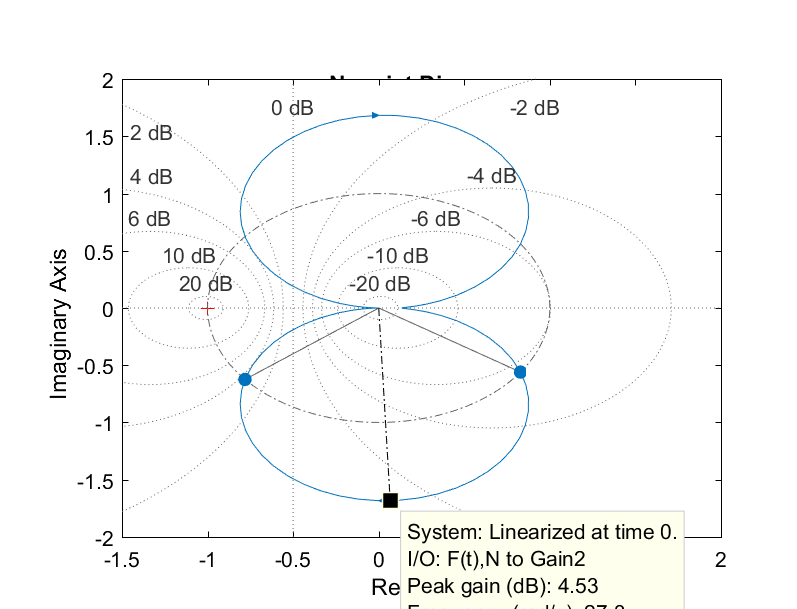 2
0 dB
-2 dB
1.5
2 dB
4 dB
-4 dB
1
6 dB
-6 dB
0.5
10 dB
-10 dB
20 dB
-20 dB
0
Imaginary Axis
-0.5
-1
-1.5
-2
-1.5
-1
-0.5
0
2
System: Linearized at time 0.
I/O: F(t),N to Gain2
Peak gain (dB): 4.53